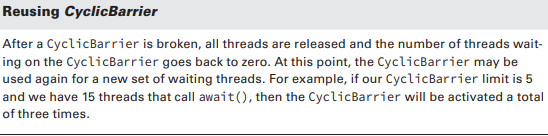 Reusing CyclicBarrier
After a CyclicBarrier is broken, all threads are released and the number of threads wait-
ing on the CyclicBarrier goes back to zero. At this point, the CyclicBarrier may be
used again for a new set of waiting threads. For example, if our CyclicBarrier limit is 5
and we have 15 threads that call await(), then the CyclicBarrier will be activated a total
of three times.